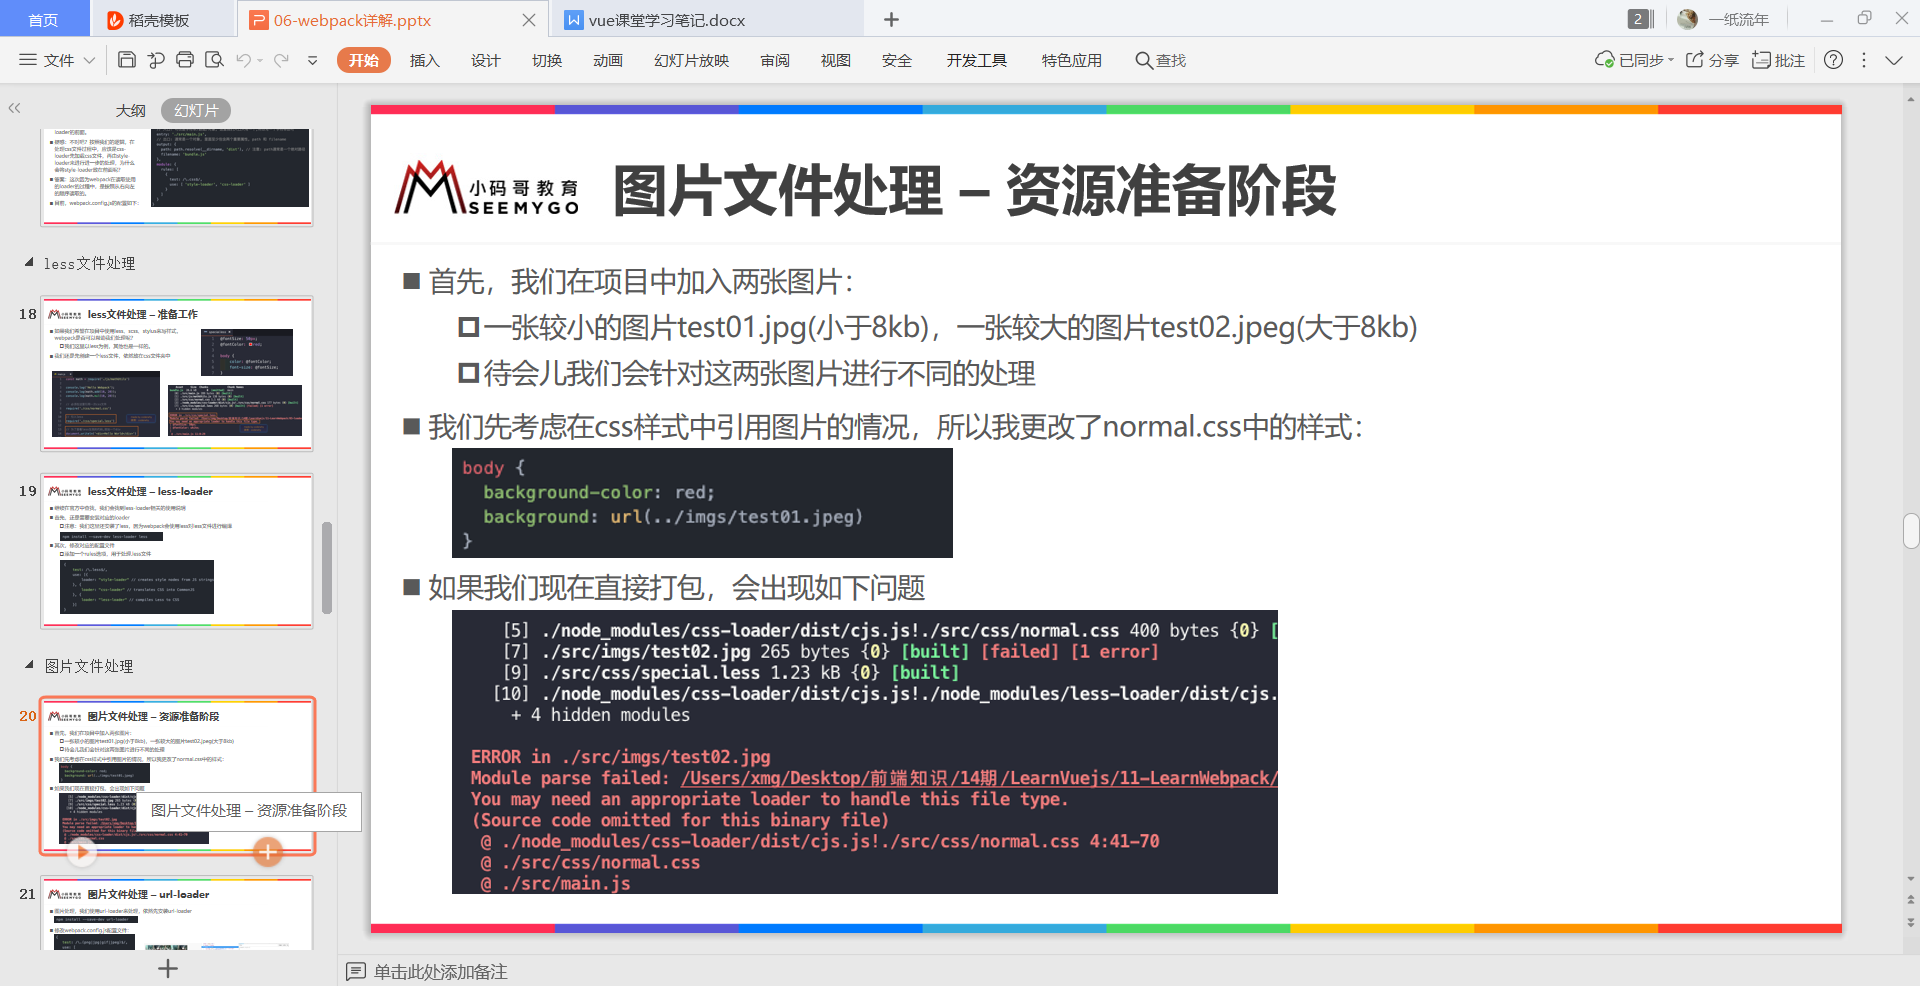 首页
稻壳模板
06-webpack详解.pptx
vue课堂学习笔记.docx
2
一纸流年
文件
开始
插入
设计
切换
动画
幻灯片放映
审阅
视图
安全
开发工具
特色应用
查找
已同步
分享
批注
大纲
幻灯片
less文件处理
18
less文件处理 – 准备工作
19
less文件处理 – less-loader
图片文件处理
20
图片文件处理 – 资源准备阶段
图片文件处理 – 资源准备阶段
21
图片文件处理 – url-loader
小码哥教育
SEEMYGO
图片文件处理 – 资源准备阶段
首先，我们在项目中加入两张图片：
一张较小的图片test01.jpg(小于8kb)，一张较大的图片test02.jpeg(大于8kb)
待会儿我们会针对这两张图片进行不同的处理
我们先考虑在css样式中引用图片的情况，所以我更改了normal.css中的样式：
body {
background-color: red;
background: url(../imgs/test01.jpeg)
}
如果我们现在直接打包，会出现如下问题
[5] ./node_modules/css-loader/dist/cjs.js!./src/css/normal.css 400 bytes {0} [
[7] ./src/imgs/test02.jpg 265 bytes {0} [built] [failed] [1 error]
[9] ./src/css/special.less 1.23 kB {0} [built]
[10] ./node_modules/css-loader/dist/cjs.js!./node_modules/less-loader/dist/cjs.
+ 4 hidden modules
ERROR in ./src/imgs/test02.jpg
Module parse failed: /Users/xmg/Desktop/前端知识/14期/LearnVuejs/11-LearnWebpack/
You may need an appropriate loader to handle this file type.
(Source code omitted for this binary file)
@ ./node_modules/css-loader/dist/cjs.js!./src/css/normal.css 4:41-70
@ ./src/css/normal.css
@ ./src/main.js
单击此处添加备注